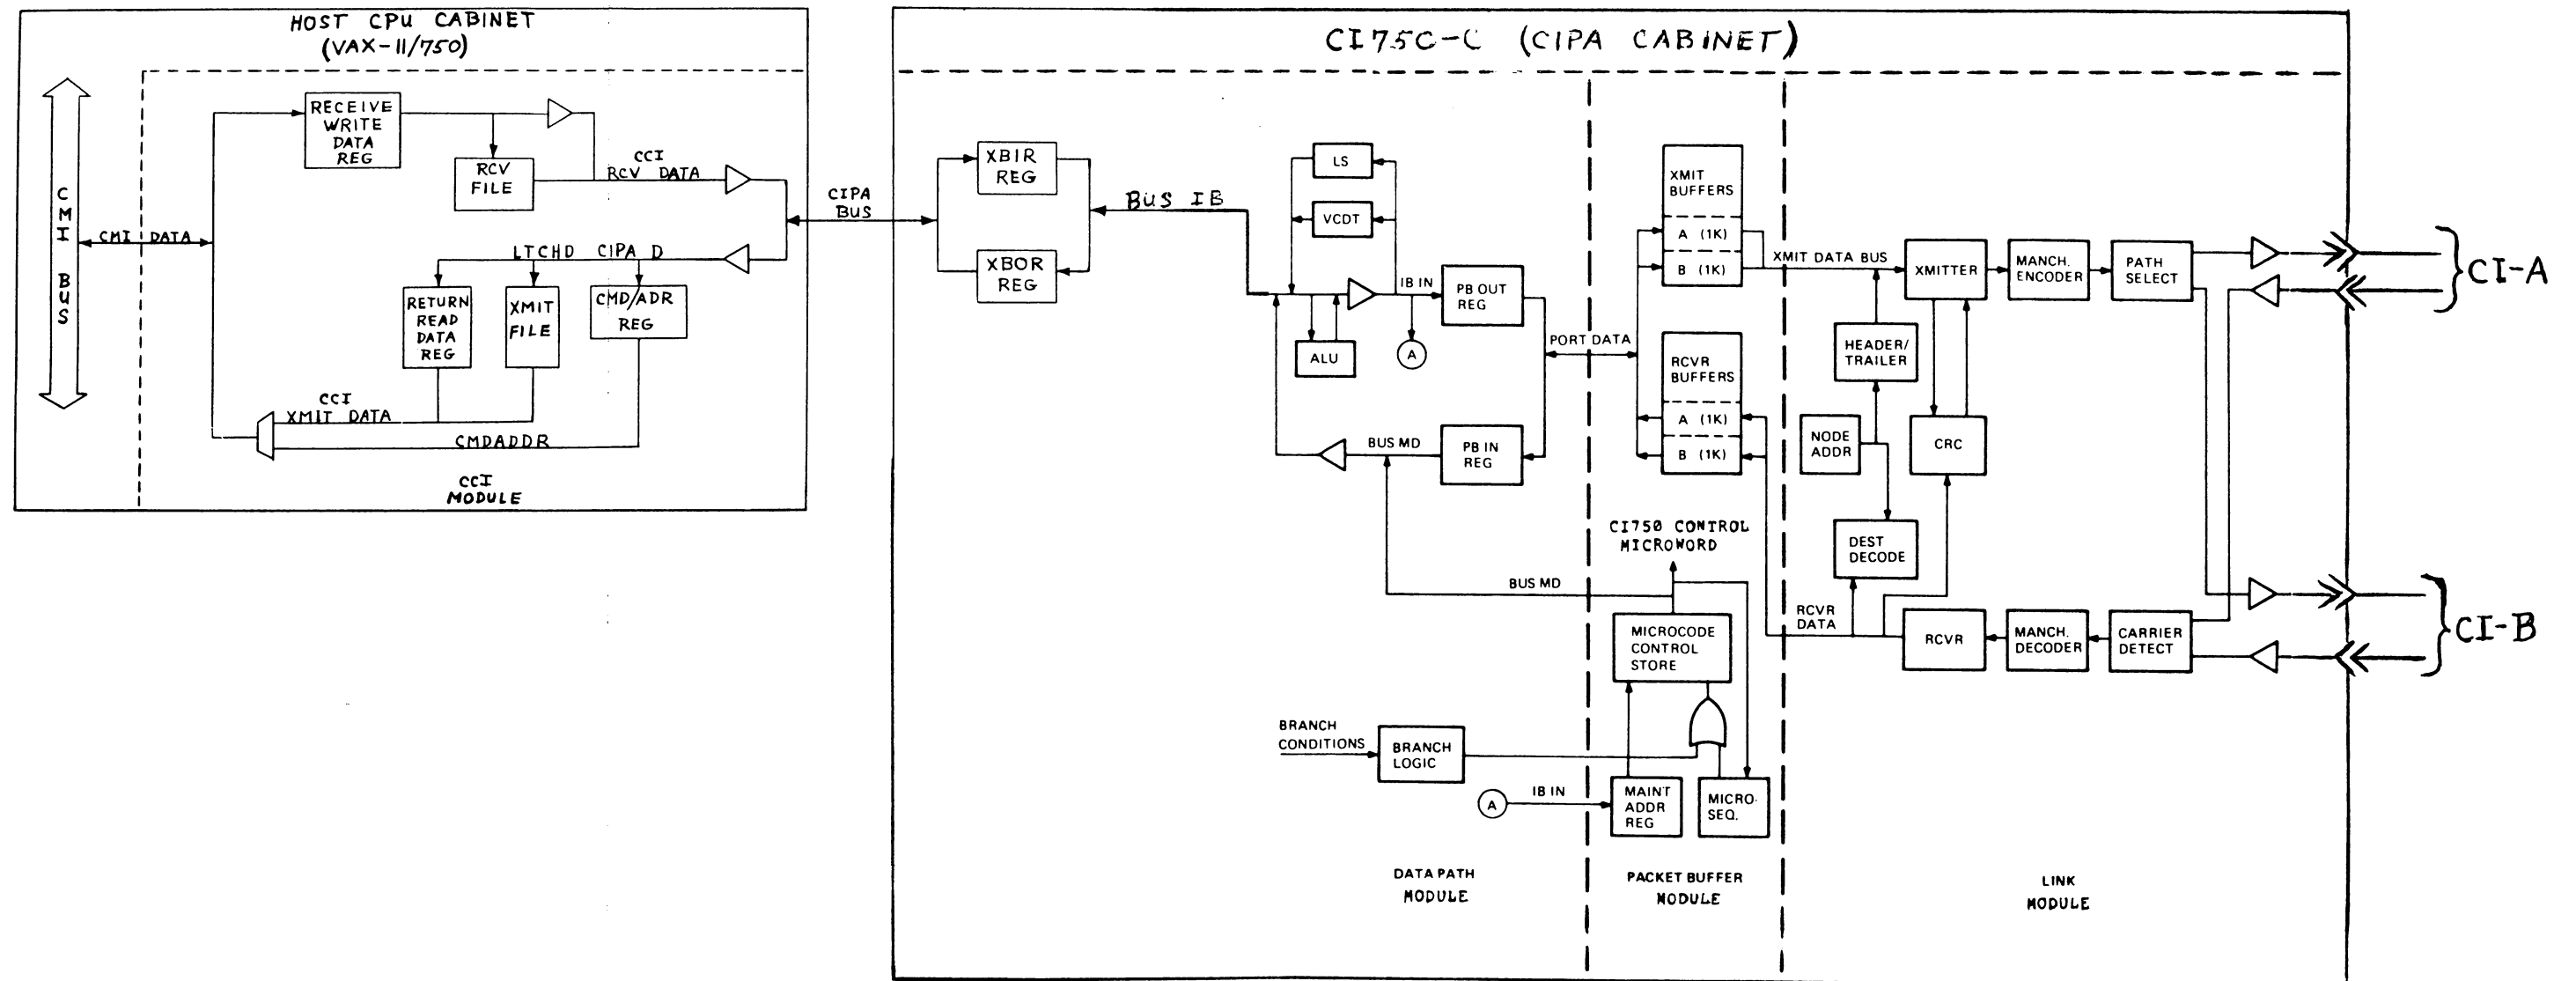 HOST CPU CABINET
(VAX-11/750)
CMI BUS
CMI DATA
RECEIVE
WRITE
DATA
REG
RCV
FILE
CCI
RCV DATA
LTCHD CIPA D
RETURN
READ
DATA
REG
XMIT
FILE
CMD/ADR
REG
CCI
XMIT DATA
CMDADDR
CCI
MODULE
CIPA
BUS
CI750-C (CIPA CABINET)
XBIR
REG
XBOR
REG
BUS IB
LS
VCDT
ALU
IB IN
A
PB OUT
REG
PORT DATA
BUS MD
PB IN
REG
BUS MD
BRANCH
CONDITIONS
BRANCH
LOGIC
A
IB IN
DATA PATH
MODULE
XMIT
BUFFERS
A (1K)
B (1K)
RCVR
BUFFERS
A (1K)
B (1K)
CI750 CONTROL
MICROWORD
MICROCODE
CONTROL
STORE
MAINT
ADDR
REG
MICRO-
SEQ.
PACKET BUFFER
MODULE
XMIT DATA BUS
XMITTER
MANCH.
ENCODER
PATH
SELECT
HEADER/
TRAILER
NODE
ADDR
CRC
DEST
DECODE
RCVR
DATA
RCVR
MANCH.
DECODER
CARRIER
DETECT
LINK
MODULE
CI-A
CI-B